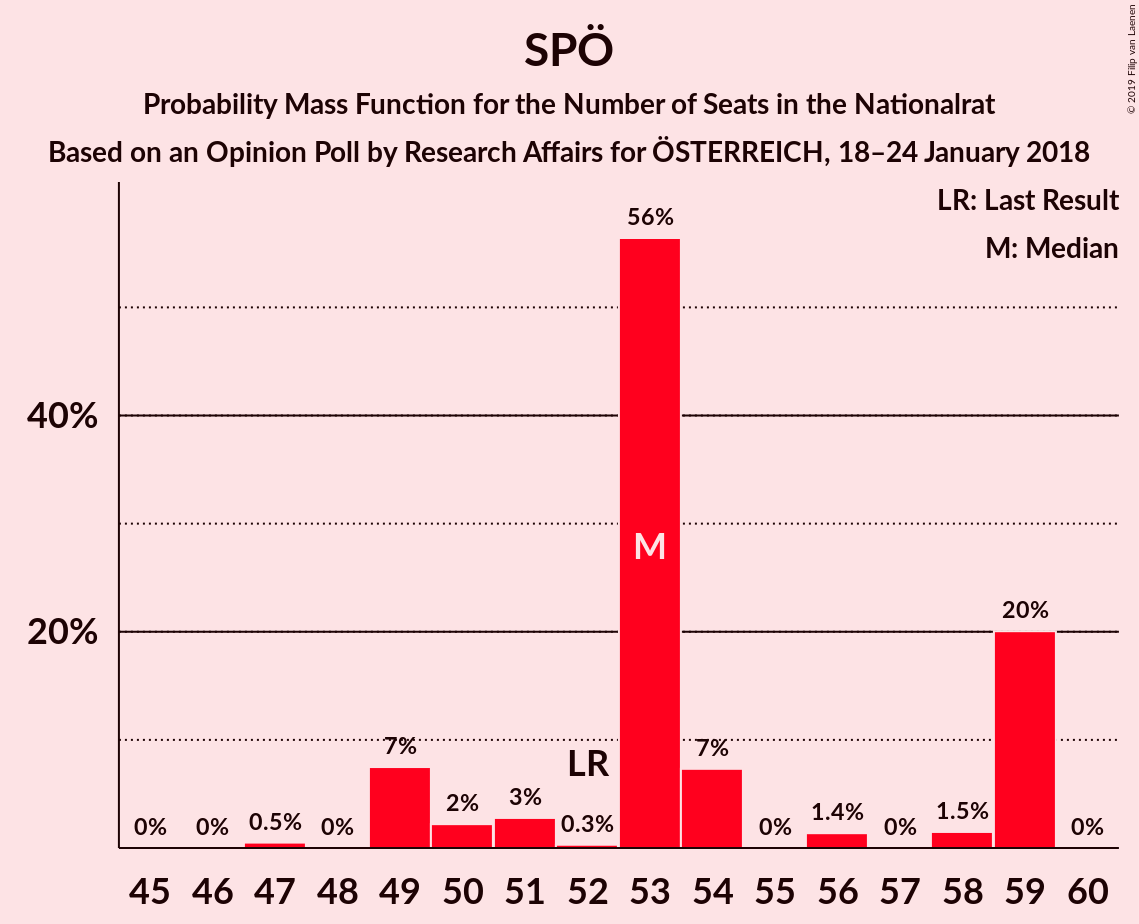 SPÖ
Probability Mass Function for the Number of Seats in the Nationalrat
Based on an Opinion Poll by Research Affairs for ÖSTERREICH, 18–24 January 2018
© 2019 Filip van Laenen
LR: Last Result
M: Median
56%
40%
M
20%
20%
7%
7%
LR
0%
0%
0.5%
0%
2%
3%
0.3%
0%
1.4%
0%
1.5%
0%
45 46 47 48 49 50 51 52 53 54 55 56 57 58 59 60